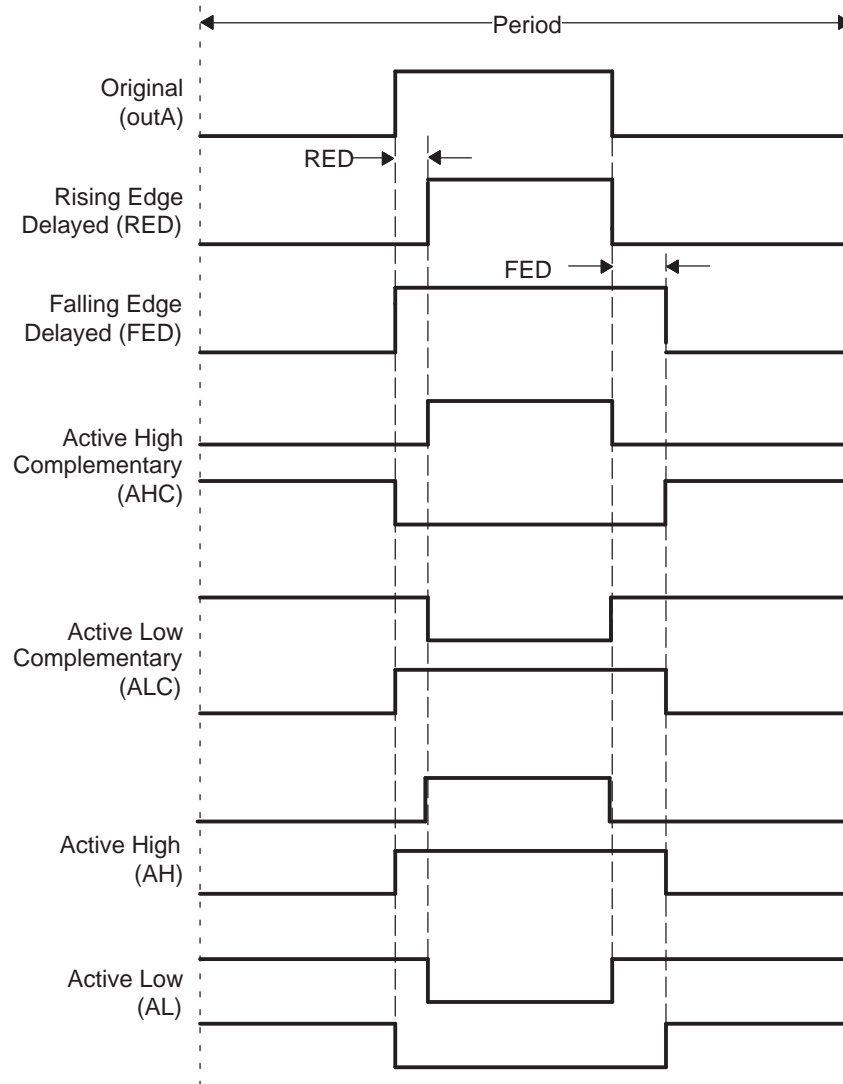 Period
Original
(outA)
RED
Rising Edge
Delayed (RED)
FED
Falling Edge
Delayed (FED)
Active High
Complementary
(AHC)
Active Low
Complementary
(ALC)
Active High
(AH)
Active Low
(AL)